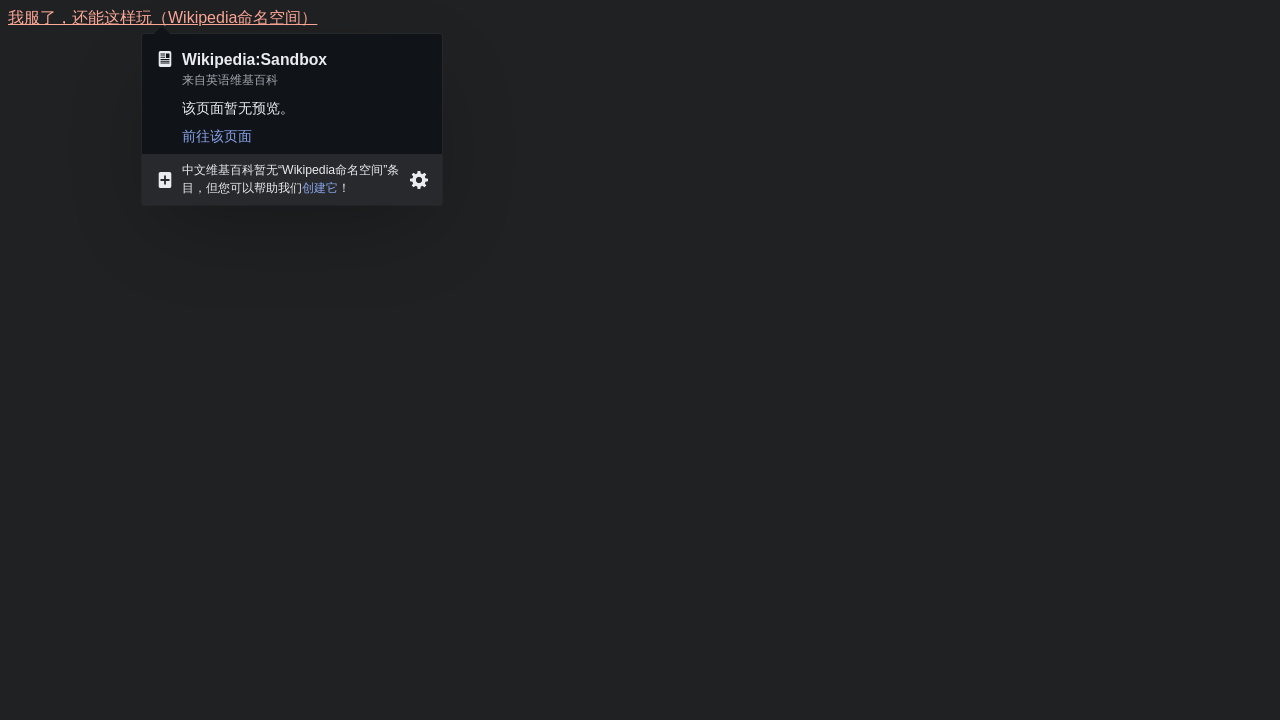 我服了，还能这样玩（Wikipedia命名空间）
Wikipedia:Sandbox
来自英语维基百科
该页面暂无预览。
前往该页面
中文维基百科暂无“Wikipedia命名空间”条
目，但您可以帮助我们创建它！